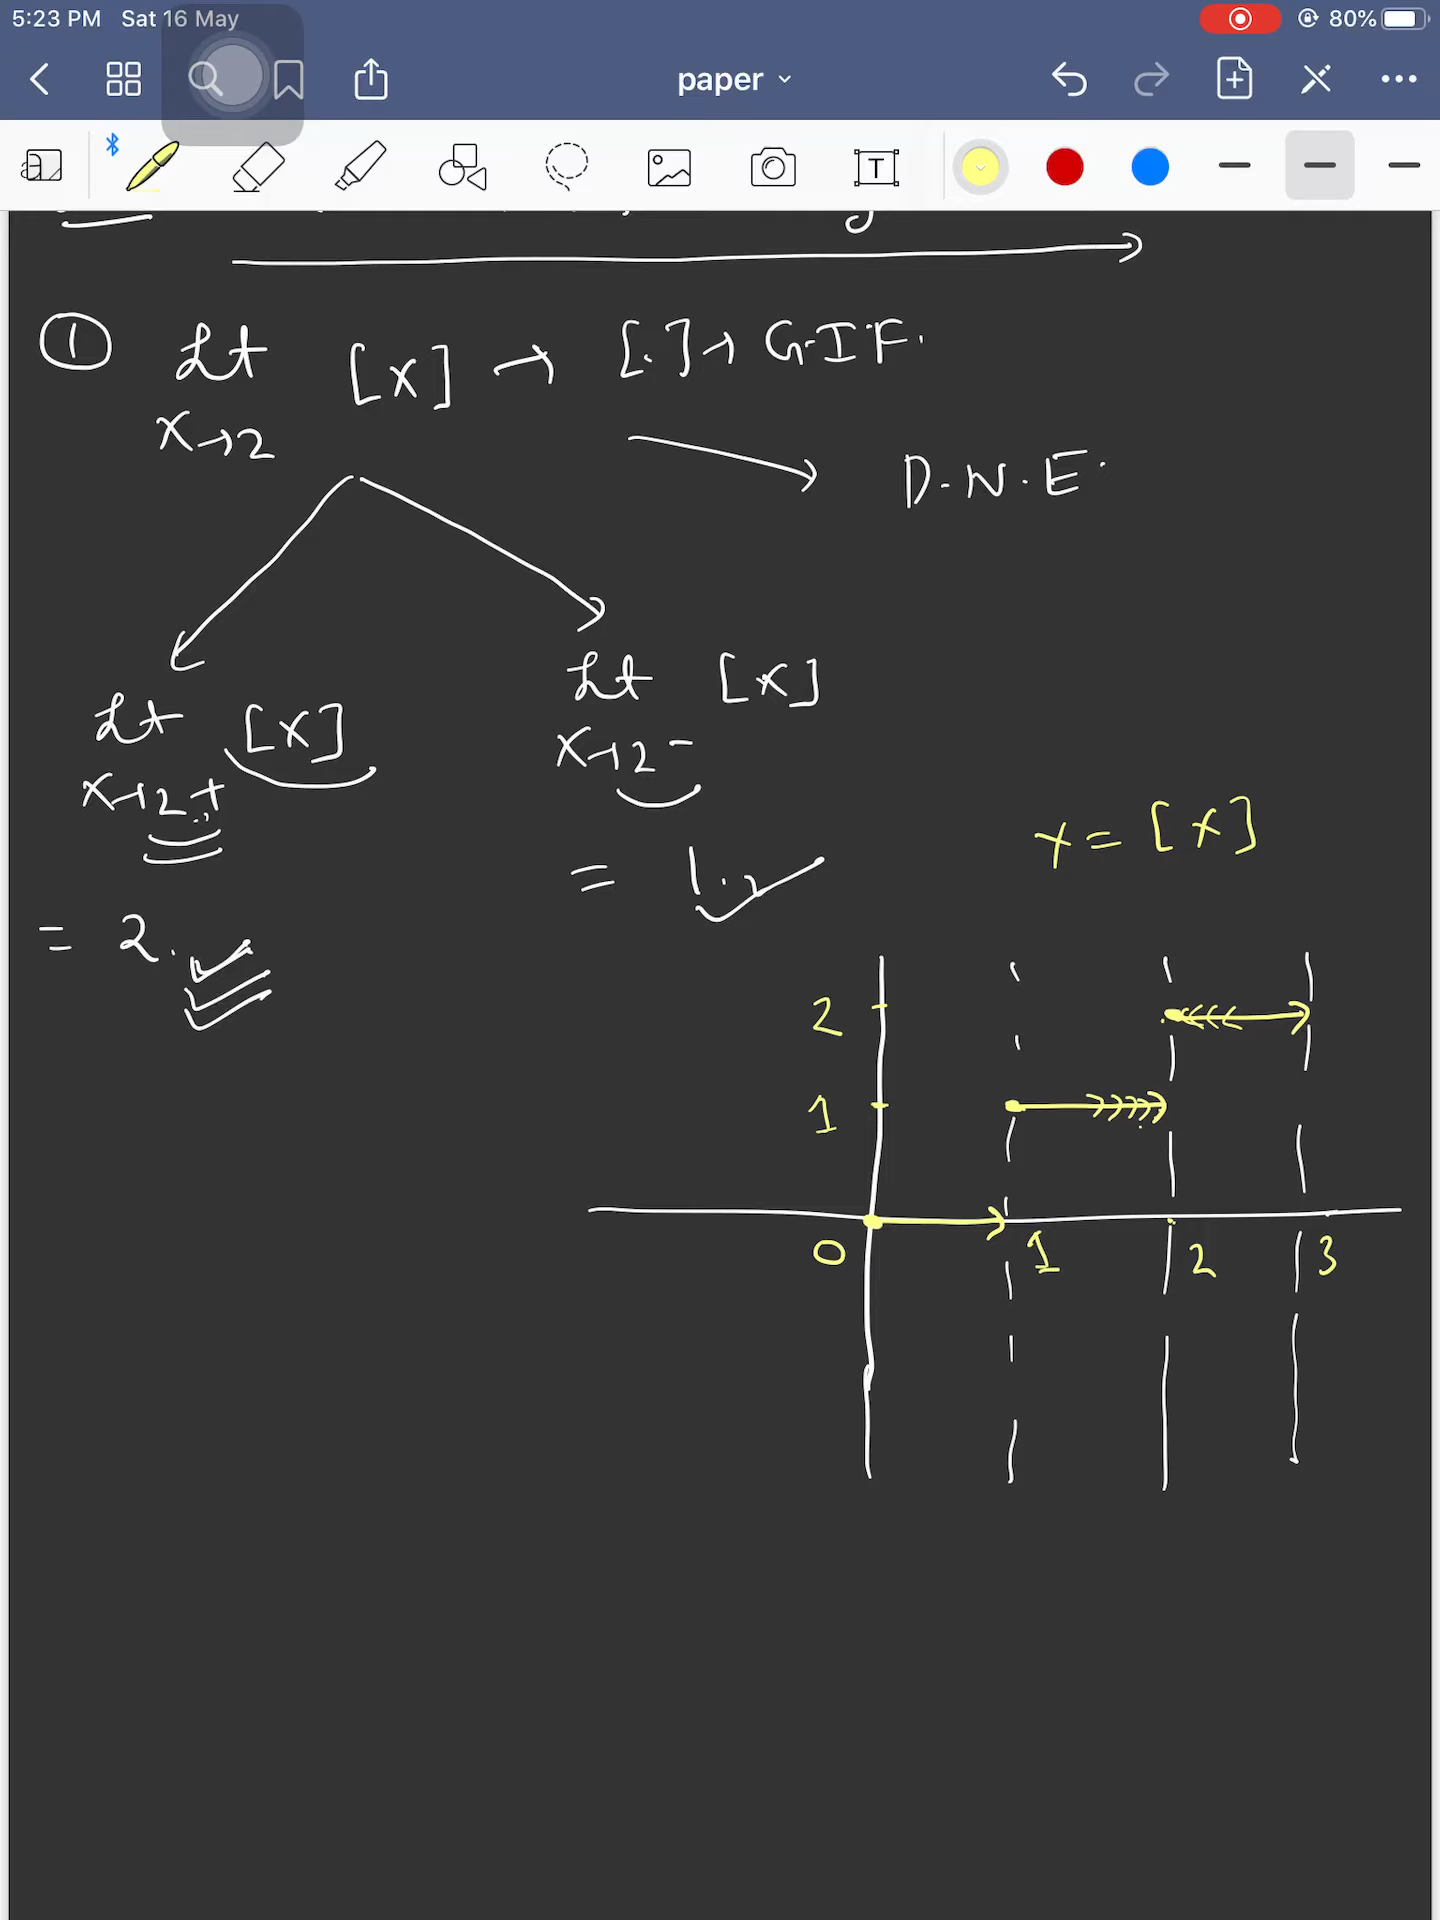 5:23 PM Sat 16 May
80%
paper
T
① Lt [x] → [.] → G.I.F.
x→2
D.N.E.
Lt [x]
x→2+
= 2.
Lt [x]
x→2-
= 1.
y = [x]
2
1
0 1 2 3